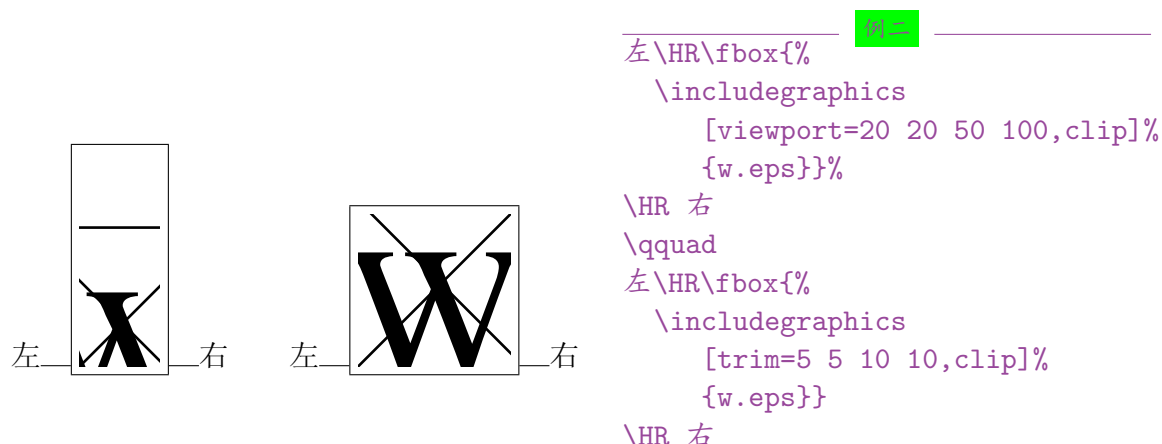 例二
左\HR\fbox{%
  \includegraphics
     [viewport=20 20 50 100,clip]%
     {w.eps}}%
\HR 右
\qquad
左\HR\fbox{%
  \includegraphics
     [trim=5 5 10 10,clip]%
     {w.eps}}
\HR 右
左 右 左 W 右